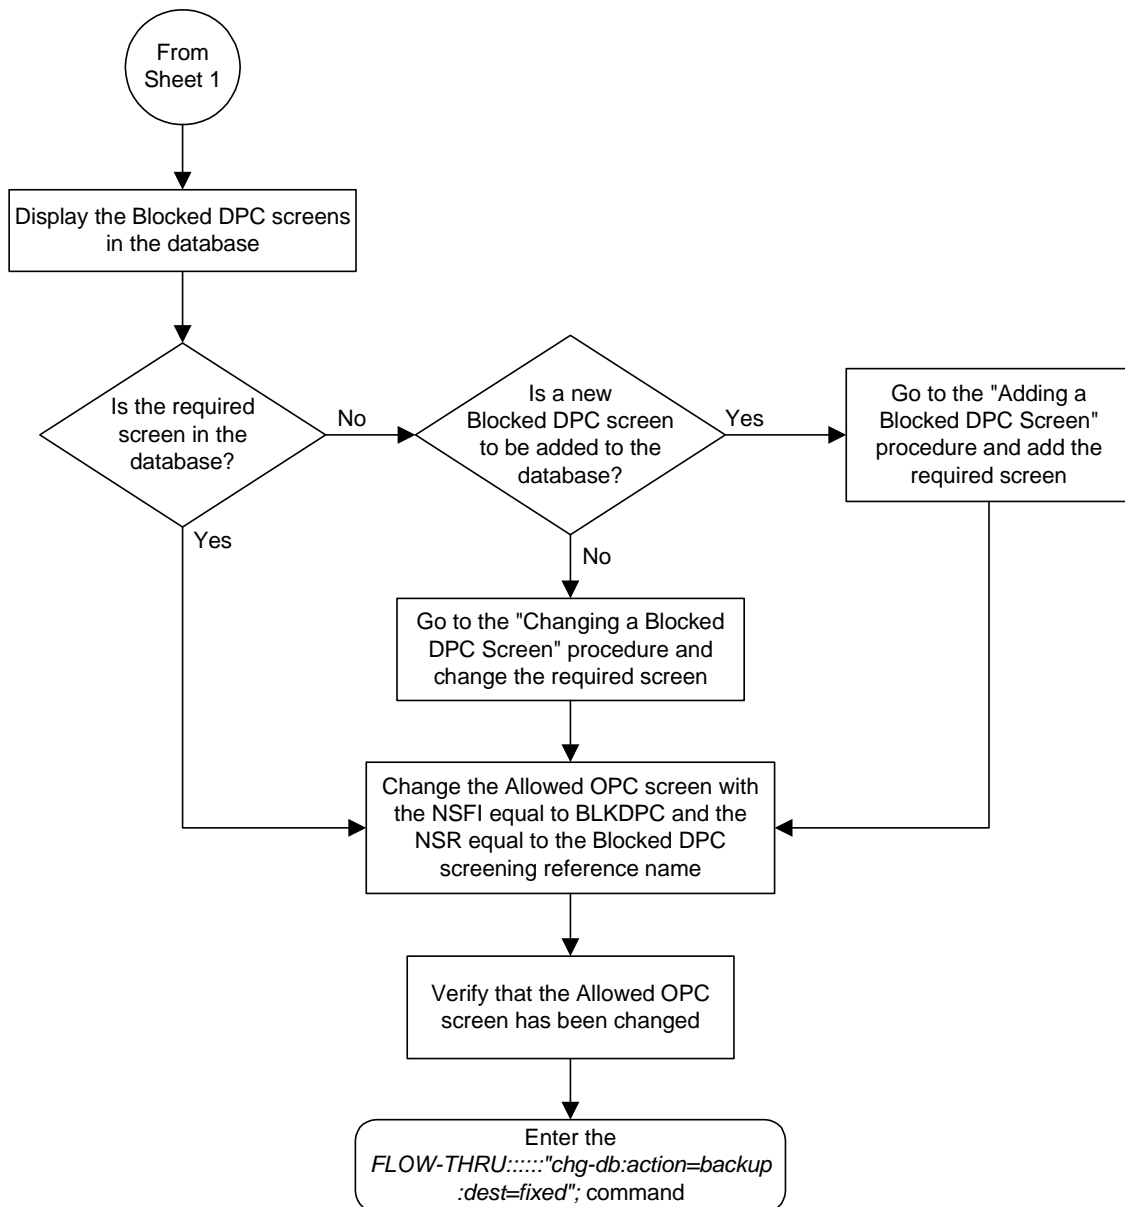 From
Sheet 1
Display the Blocked DPC screens
in the database
Is the required
screen in the
database?
No
Is a new
Blocked DPC screen
to be added to the
database?
Yes
Go to the "Adding a
Blocked DPC Screen"
procedure and add the
required screen
Yes
No
Go to the "Changing a Blocked
DPC Screen" procedure and
change the required screen
Change the Allowed OPC screen with
the NSFI equal to BLKDPC and the
NSR equal to the Blocked DPC
screening reference name
Verify that the Allowed OPC
screen has been changed
Enter the
FLOW-THRU::::::"chg-db:action=backup
:dest=fixed"; command